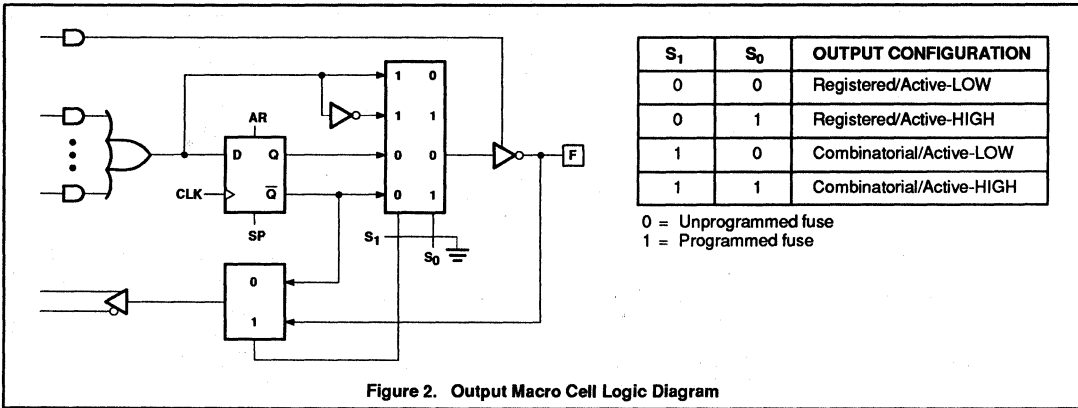 AR
D Q
CLK
Q
SP
1 0
1 1
0 0
0 1
S1
S0
F
0
1
S1 S0 OUTPUT CONFIGURATION
0 0 Registered/Active-LOW
0 1 Registered/Active-HIGH
1 0 Combinatorial/Active-LOW
1 1 Combinatorial/Active-HIGH
0 = Unprogrammed fuse
1 = Programmed fuse
Figure 2. Output Macro Cell Logic Diagram